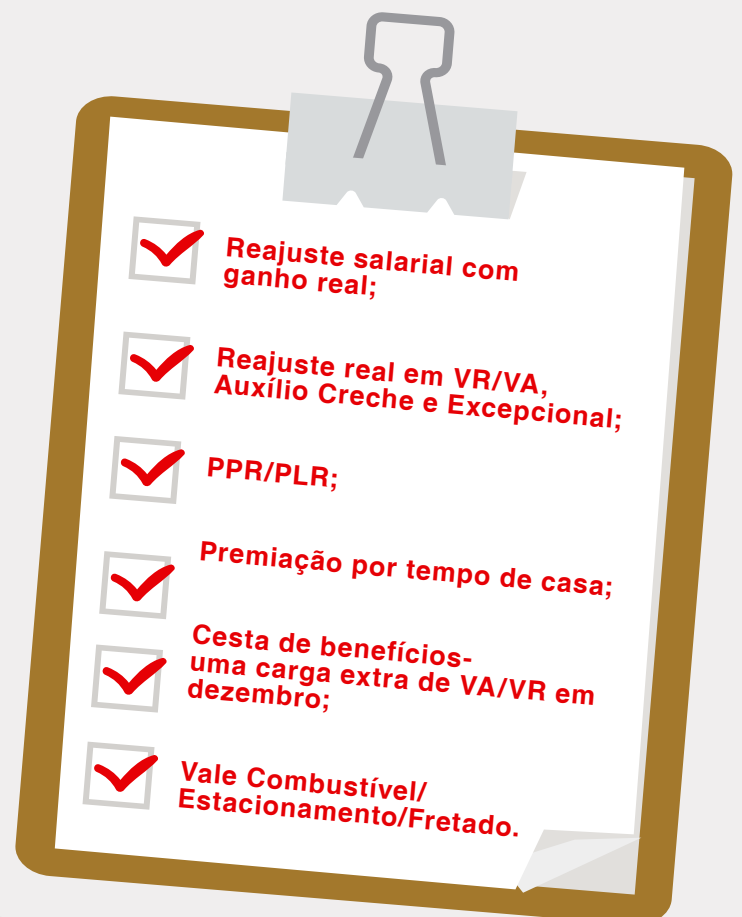 Reajuste salarial com
ganho real;
Reajuste real em VR/VA,
Auxílio Creche e Excepcional;
PPR/PLR;
Premiação por tempo de casa;
Cesta de benefícios-
uma carga extra de VA/VR em
dezembro;
Vale Combustível/
Estacionamento/Fretado.